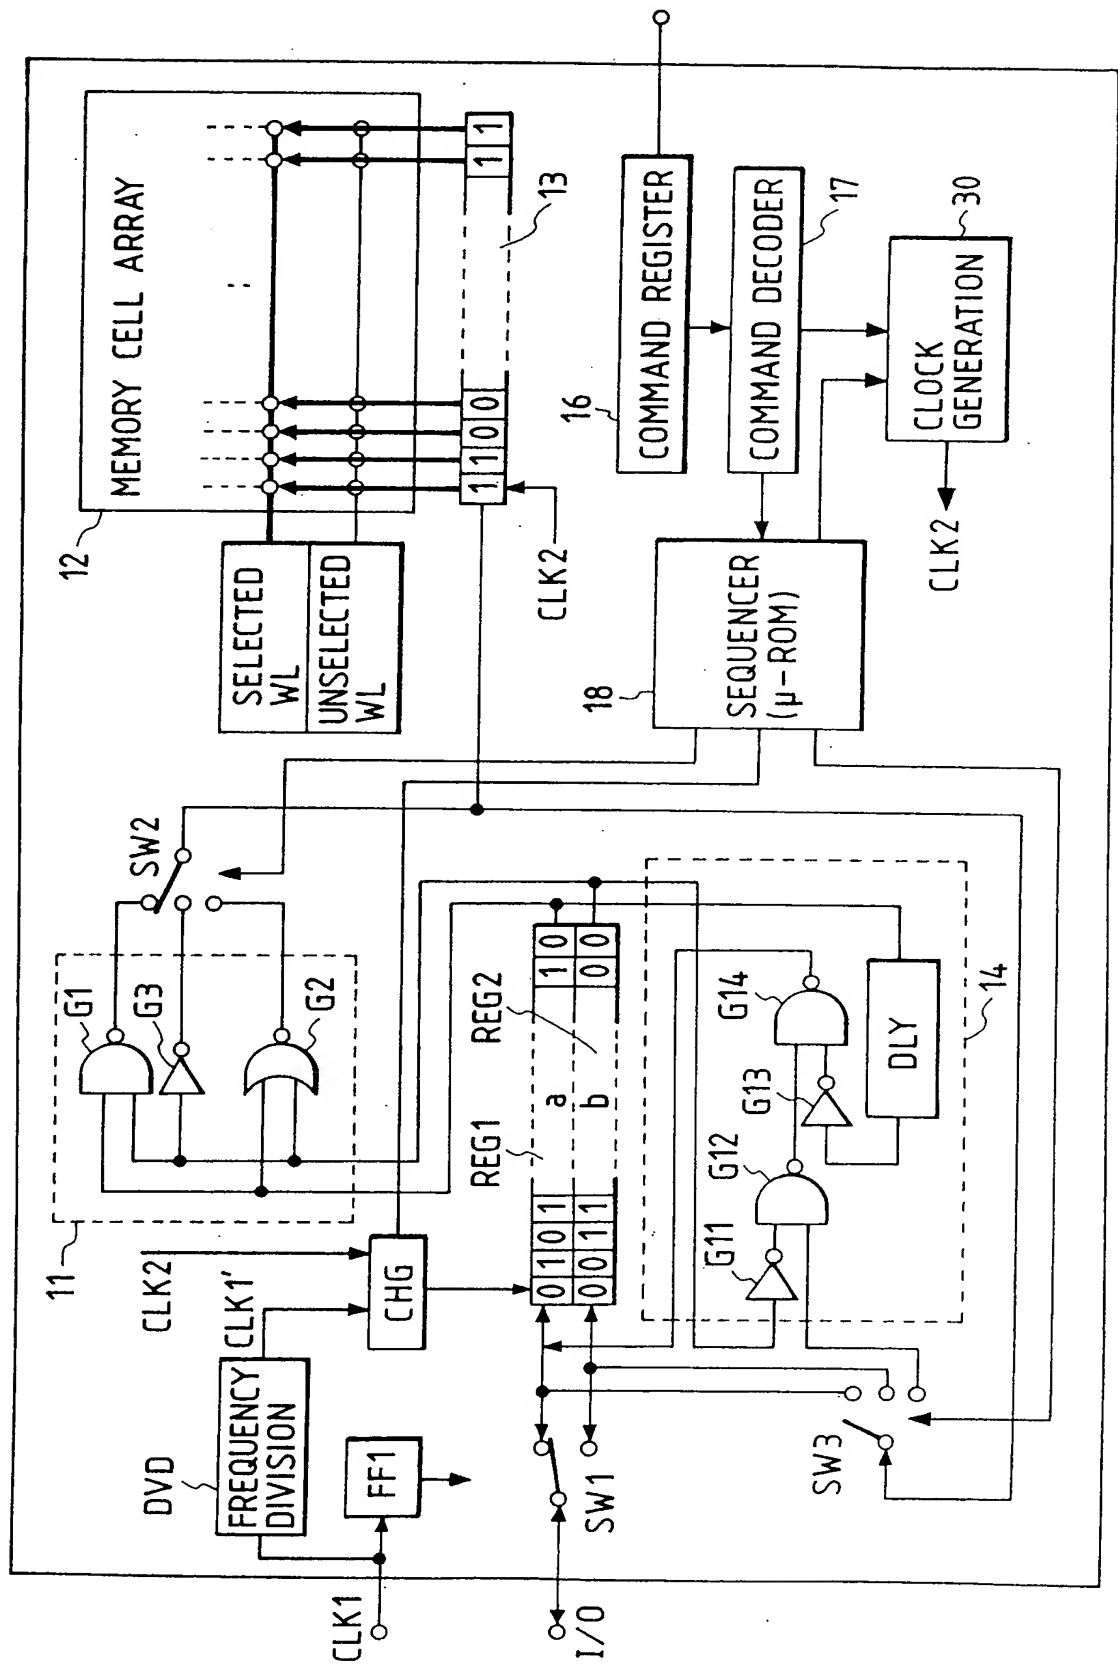 MEMORY CELL ARRAY
12
SELECTED
WL
UNSELECTED
WL
1 1 0 0
1 1
13
CLK2
COMMAND REGISTER
16
COMMAND DECODER
17
CLOCK
GENERATION
30
CLK2
SEQUENCER
(μ-ROM)
18
SW2
G1
G3
G2
11
CLK2
CLK1'
CHG
DVD
FREQUENCY
DIVISION
FF1
CLK1
REG1
REG2
0 1 0 1
a
1 0
0 0 1 1
b
0 0
SW1
I/O
SW3
G11
G12
G13
G14
DLY
14